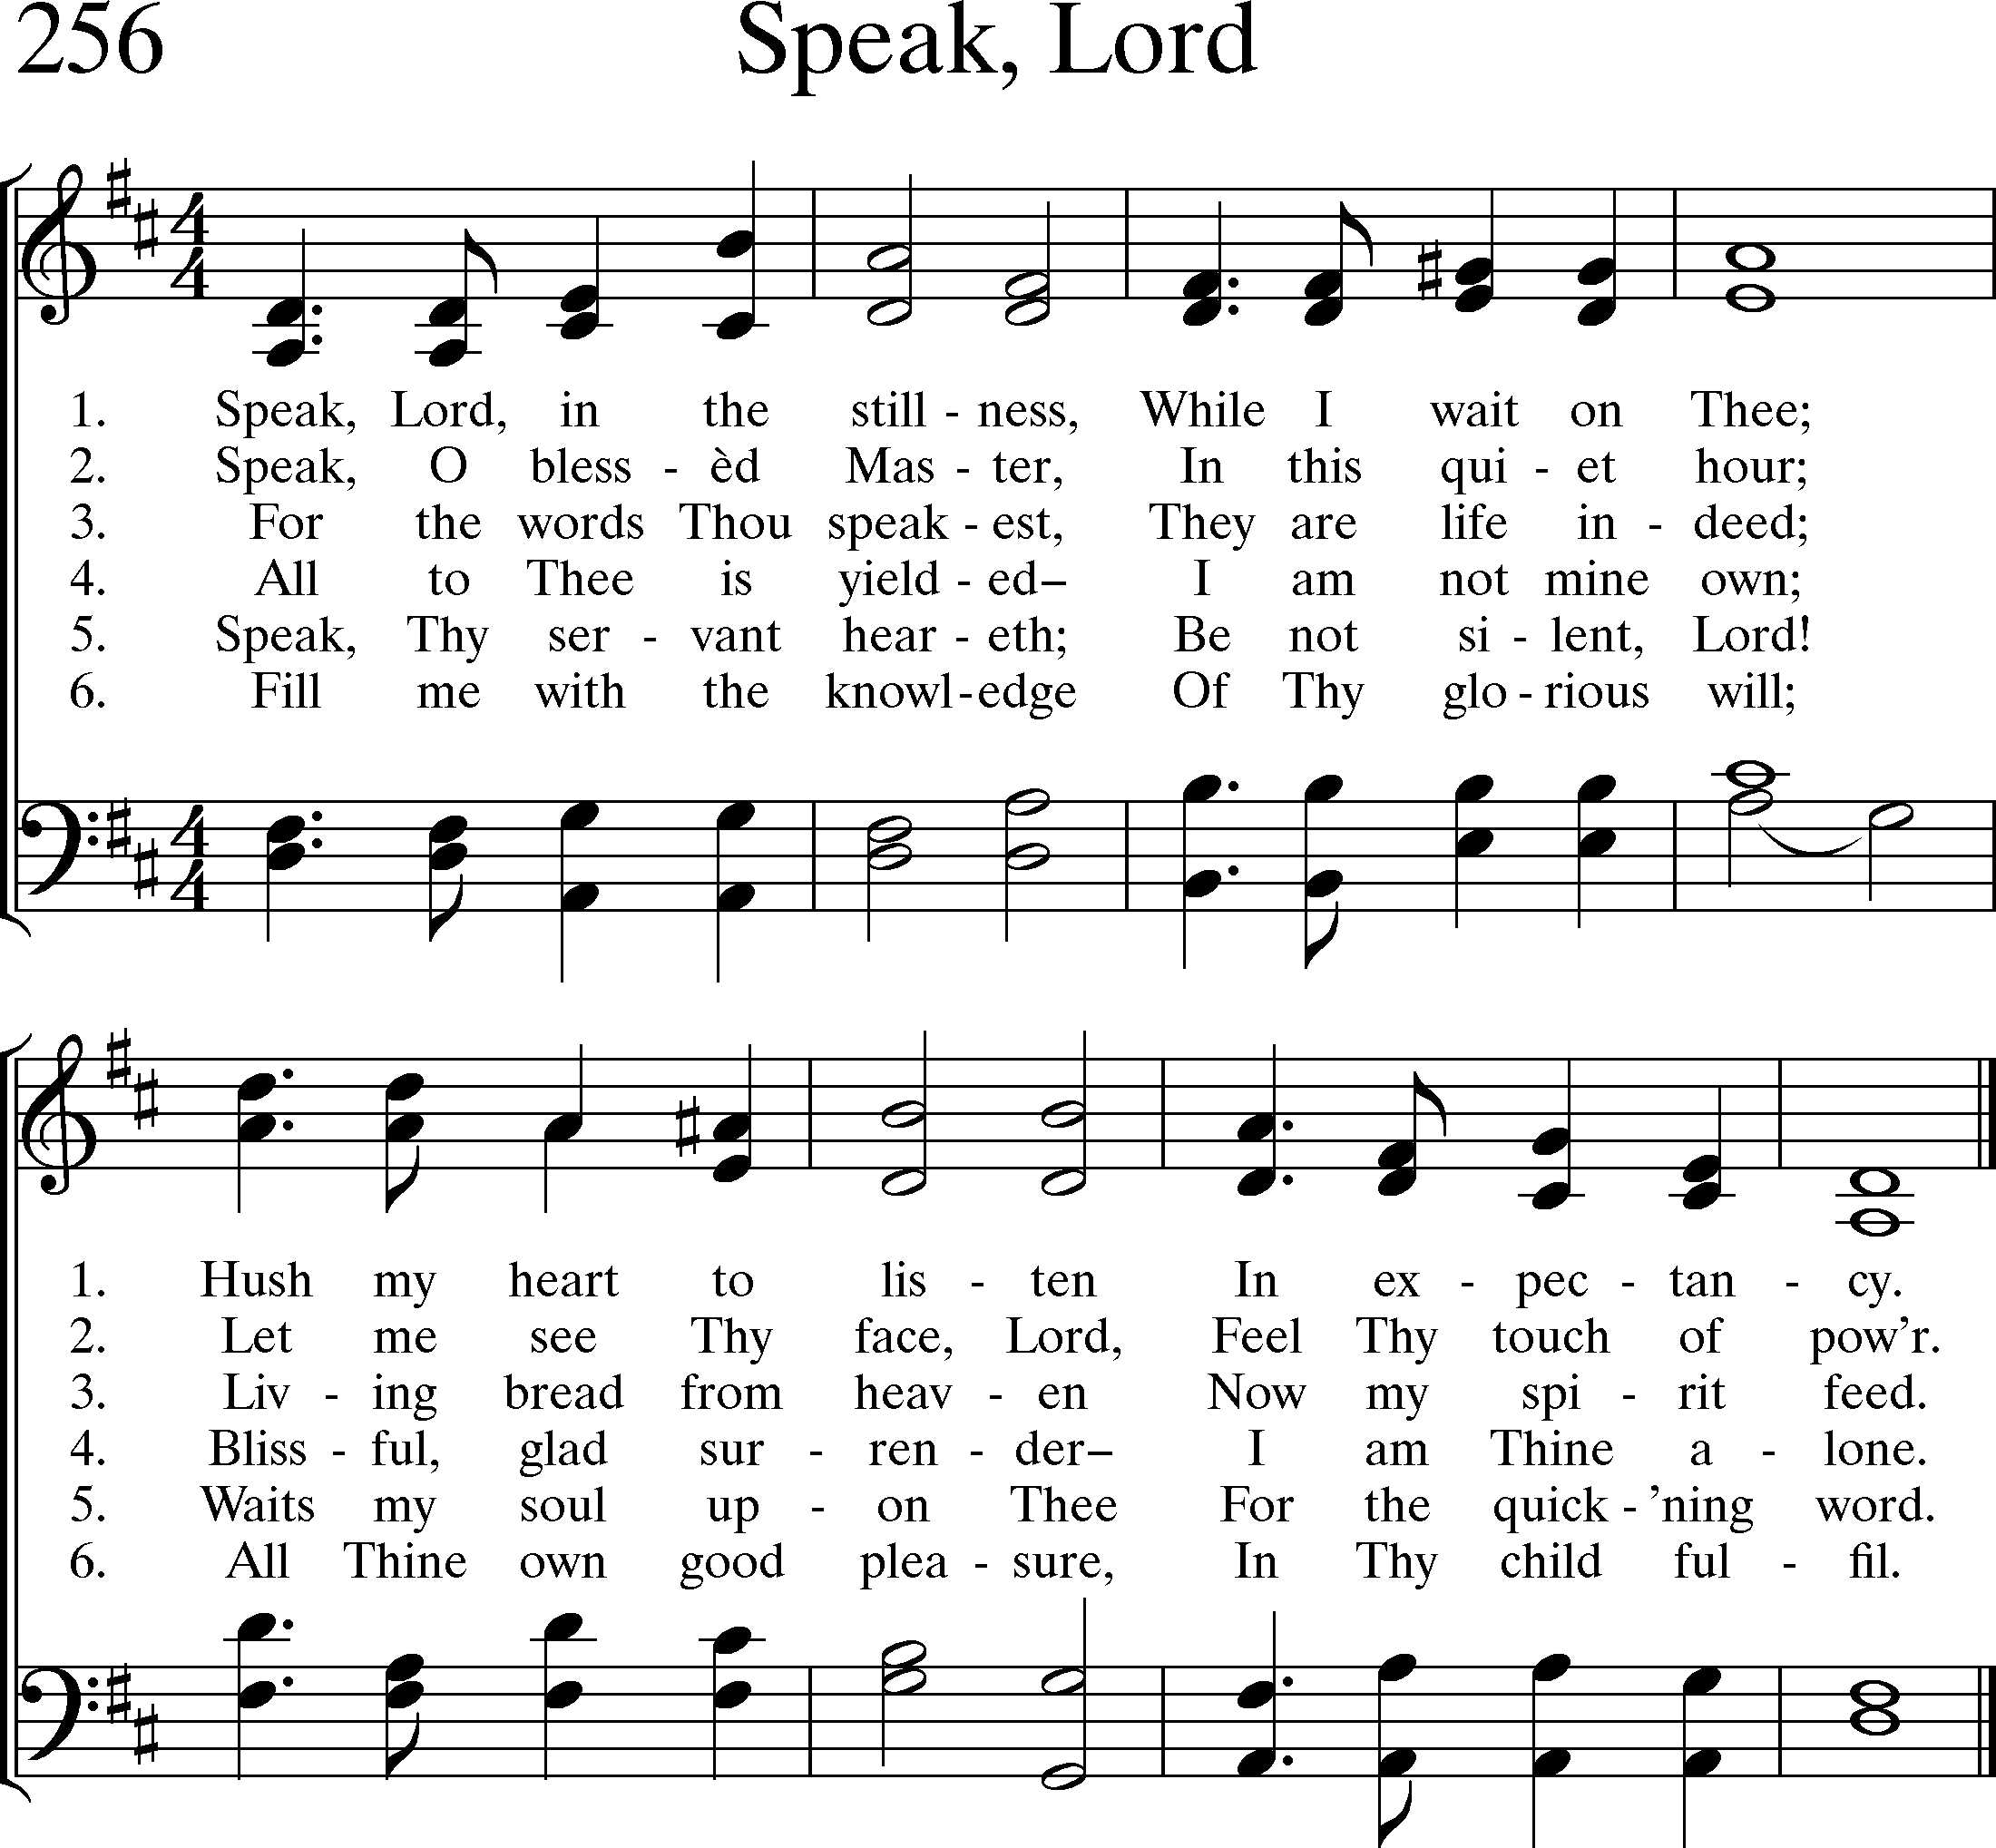 256 Speak, Lord
4 4
1. Speak, Lord, in the still - ness, While I wait on Thee;
2. Speak, O bless - èd Mas - ter, In this qui - et hour;
3. For the words Thou speak - est, They are life in - deed;
4. All to Thee is yield - ed– I am not mine own;
5. Speak, Thy ser - vant hear - eth; Be not si - lent, Lord!
6. Fill me with the knowl - edge Of Thy glo - rious will;
4 4
1. Hush my heart to lis - ten In ex - pec - tan - cy.
2. Let me see Thy face, Lord, Feel Thy touch of pow'r.
3. Liv - ing bread from heav - en Now my spi - rit feed.
4. Bliss - ful, glad sur - ren - der– I am Thine a - lone.
5. Waits my soul up - on Thee For the quick - 'ning word.
6. All Thine own good plea - sure, In Thy child ful - fil.